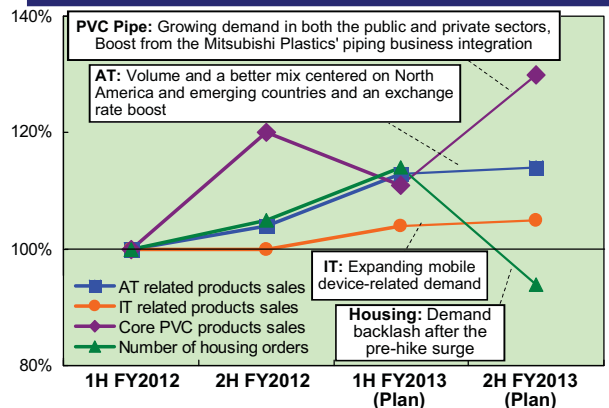 140%
PVC Pipe: Growing demand in both the public and private sectors,
Boost from the Mitsubishi Plastics' piping business integration
AT: Volume and a better mix centered on North
America and emerging countries and an exchange
rate boost
120%
100%
IT: Expanding mobile
device-related demand
AT related products sales
IT related products sales
Core PVC products sales
Number of housing orders
Housing: Demand
backlash after the
pre-hike surge
80%
1H FY2012
2H FY2012
1H FY2013
(Plan)
2H FY2013
(Plan)